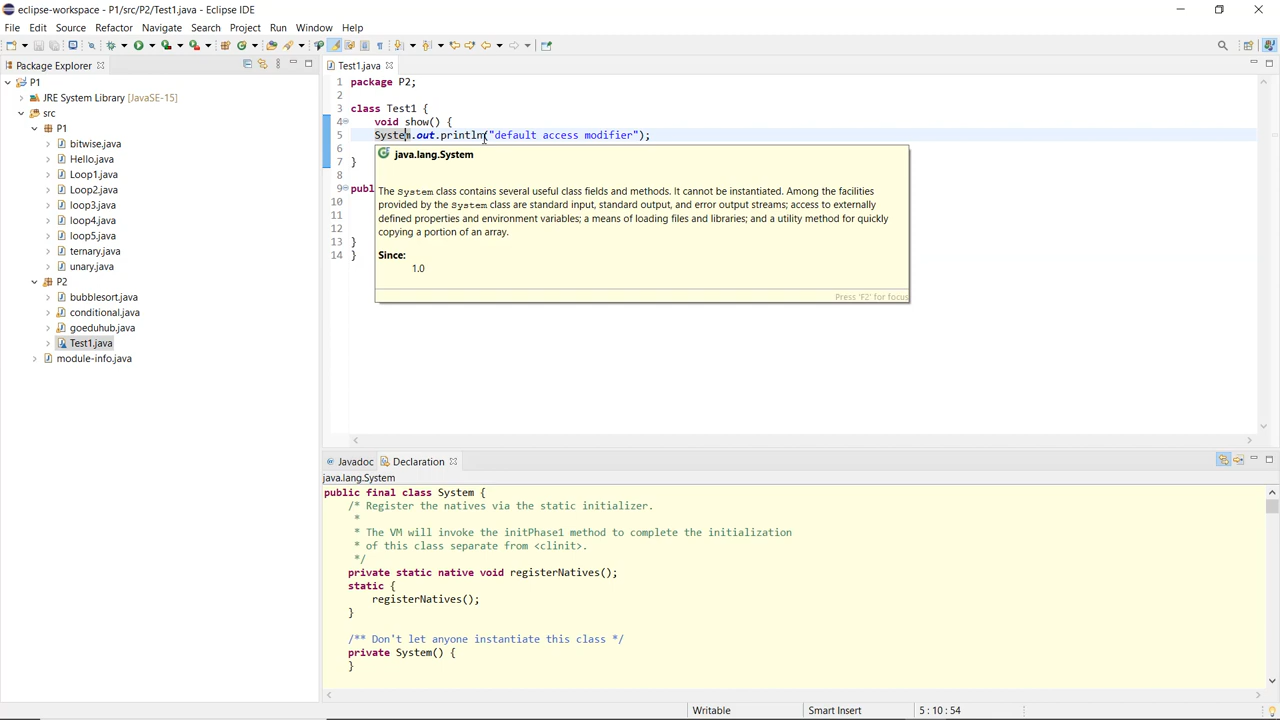 eclipse-workspace - P1/src/P2/Test1.java - Eclipse IDE
File Edit Source Refactor Navigate Search Project Run Window Help
Package Explorer
P1
JRE System Library [JavaSE-15]
src
P1
bitwise.java
Hello.java
Loop1.java
Loop2.java
loop3.java
loop4.java
loop5.java
ternary.java
unary.java
P2
bubblesort.java
conditional.java
goeduhub.java
Test1.java
module-info.java
Test1.java
1 package P2;
2
3 class Test1 {
4 void show() {
5 System.out.println("default access modifier");
6
7 }
8
9 publ
10
11
12
13 }
14 }
java.lang.System
The System class contains several useful class fields and methods. It cannot be instantiated. Among the facilities
provided by the System class are standard input, standard output, and error output streams; access to externally
defined properties and environment variables; a means of loading files and libraries; and a utility method for quickly
copying a portion of an array.
Since:
1.0
Press 'F2' for focus
Javadoc Declaration
java.lang.System
public final class System {
/* Register the natives via the static initializer.
*
* The VM will invoke the initPhase1 method to complete the initialization
* of this class separate from <clinit>.
*/
private static native void registerNatives();
static {
registerNatives();
}
/** Don't let anyone instantiate this class */
private System() {
}
Writable Smart Insert 5 : 10 : 54